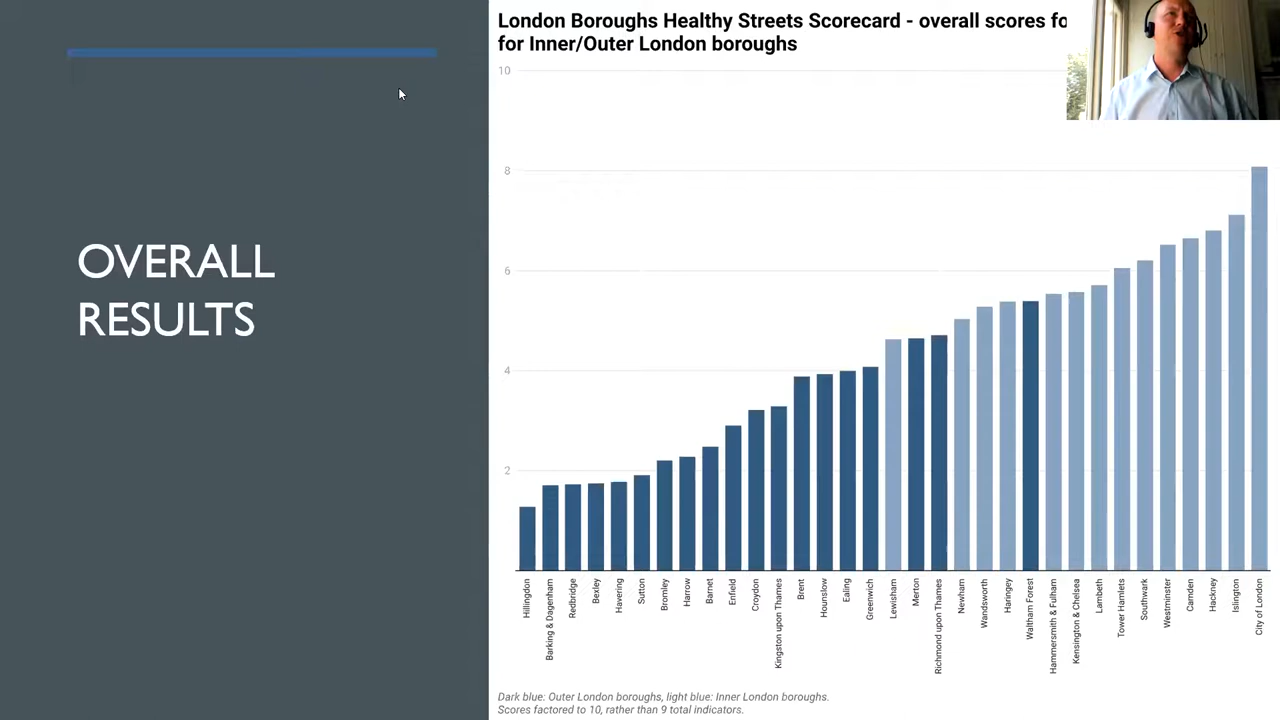 OVERALL
RESULTS
London Boroughs Healthy Streets Scorecard - overall scores fo
for Inner/Outer London boroughs
10
8
6
4
2
Hillingdon
Barking & Dagenham
Redbridge
Bexley
Havering
Sutton
Bromley
Harrow
Barnet
Enfield
Croydon
Kingston upon Thames
Brent
Hounslow
Ealing
Greenwich
Lewisham
Merton
Richmond upon Thames
Newham
Wandsworth
Haringey
Waltham Forest
Hammersmith & Fulham
Kensington & Chelsea
Lambeth
Tower Hamlets
Southwark
Westminster
Camden
Hackney
Islington
City of London
Dark blue: Outer London boroughs, light blue: Inner London boroughs.
Scores factored to 10, rather than 9 total indicators.